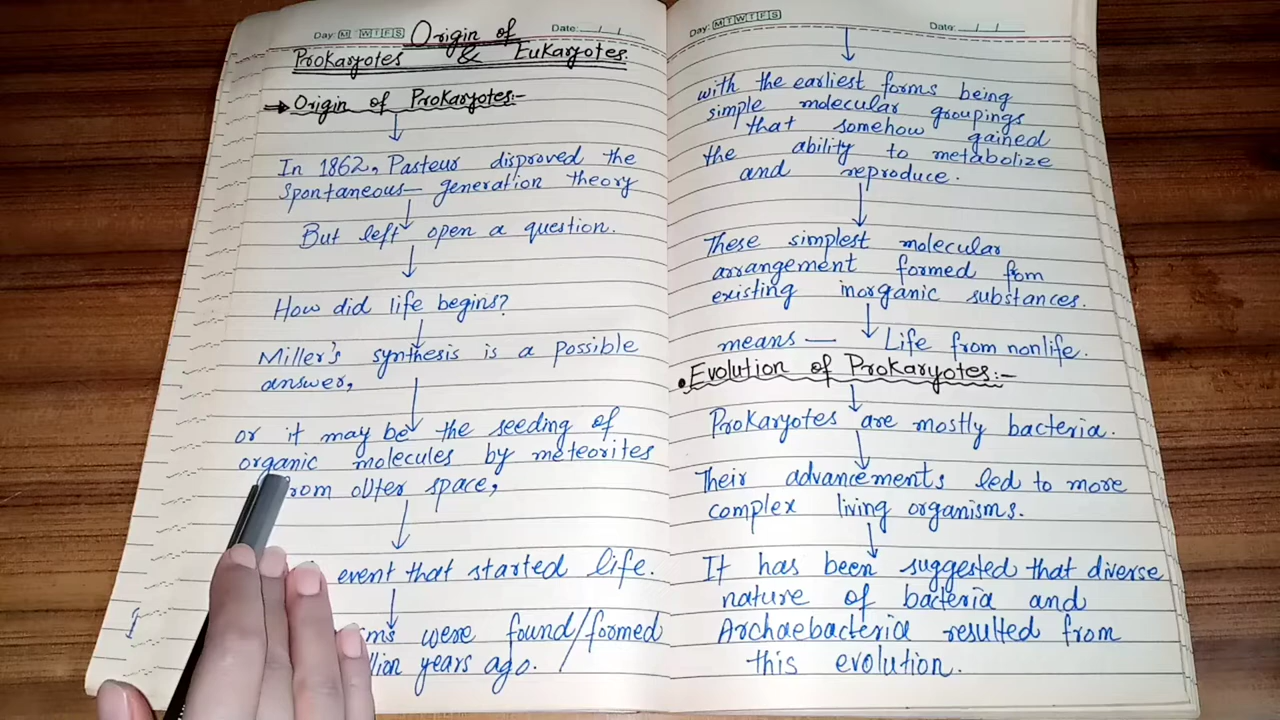 Day: M T W T F S Date: / /
Origin of
Prokaryotes & Eukaryotes
→ Origin of Prokaryotes:-
In 1862, Pasteur disproved the
Spontaneous- generation theory
But left open a question.
How did life begins?
Miller's synthesis is a possible
answer,
or it may be the seeding of
organic molecules by meteorites
from outer space,
event that started life.
were found/formed
years ago.
Day: M T W T F S Date: / /
with the earliest forms being
simple molecular groupings
that somehow gained
the ability to metabolize
and reproduce.
These simplest molecular
arrangement formed from
existing inorganic substances.
means — Life from nonlife.
• Evolution of Prokaryotes:-
Prokaryotes are mostly bacteria.
Their advancements led to more
complex living organisms.
It has been suggested that diverse
nature of bacteria and
Archaebacteria resulted from
this evolution.